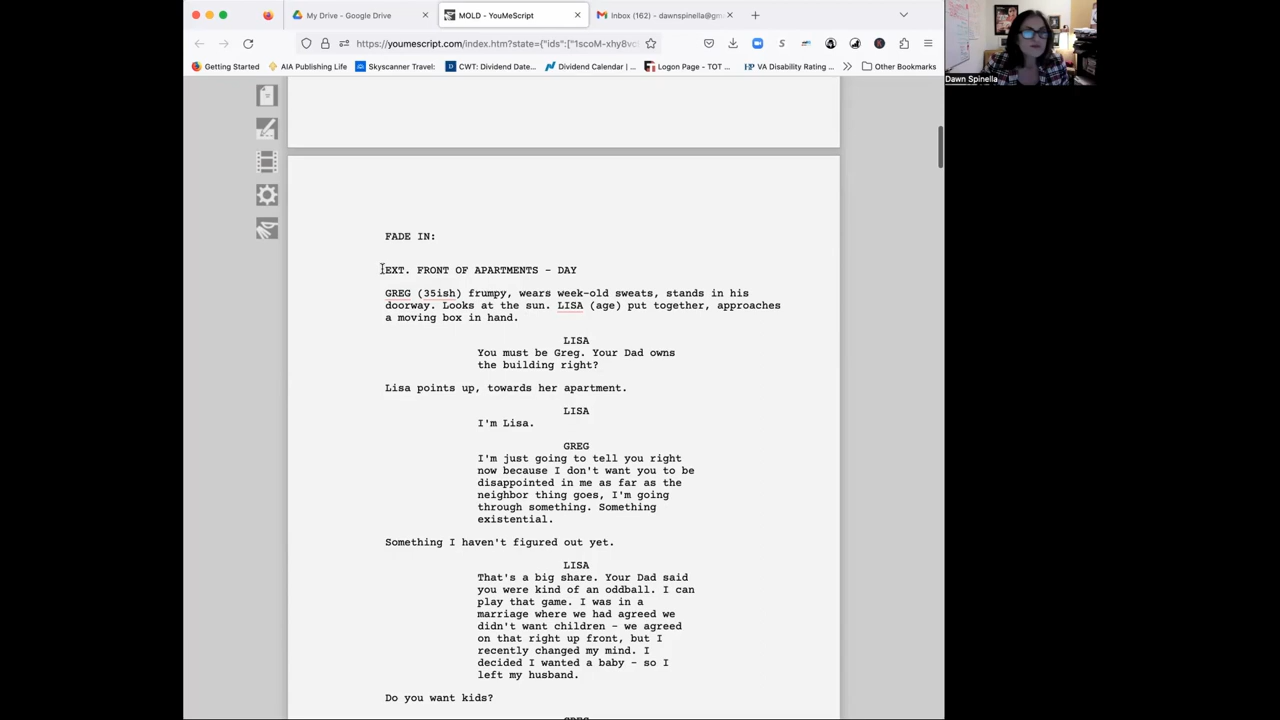 My Drive - Google Drive
MOLD - YouMeScript
Inbox (162) - dawnspinella@gm
https://youmescript.com/index.htm?state={"ids":["1scoM-xhy8vc
Getting Started
AIA Publishing Life
Skyscanner Travel:
CWT: Dividend Date...
Dividend Calendar |...
Logon Page - TOT ...
VA Disability Rating ...
Other Bookmarks
Dawn Spinella
FADE IN:
EXT. FRONT OF APARTMENTS - DAY
GREG (35ish) frumpy, wears week-old sweats, stands in his
doorway. Looks at the sun. LISA (age) put together, approaches
a moving box in hand.
LISA
You must be Greg. Your Dad owns
the building right?
Lisa points up, towards her apartment.
LISA
I'm Lisa.
GREG
I'm just going to tell you right
now because I don't want you to be
disappointed in me as far as the
neighbor thing goes, I'm going
through something. Something
existential.
Something I haven't figured out yet.
LISA
That's a big share. Your Dad said
you were kind of an oddball. I can
play that game. I was in a
marriage where we had agreed we
didn't want children - we agreed
on that right up front, but I
recently changed my mind. I
decided I wanted a baby - so I
left my husband.
Do you want kids?
GREG